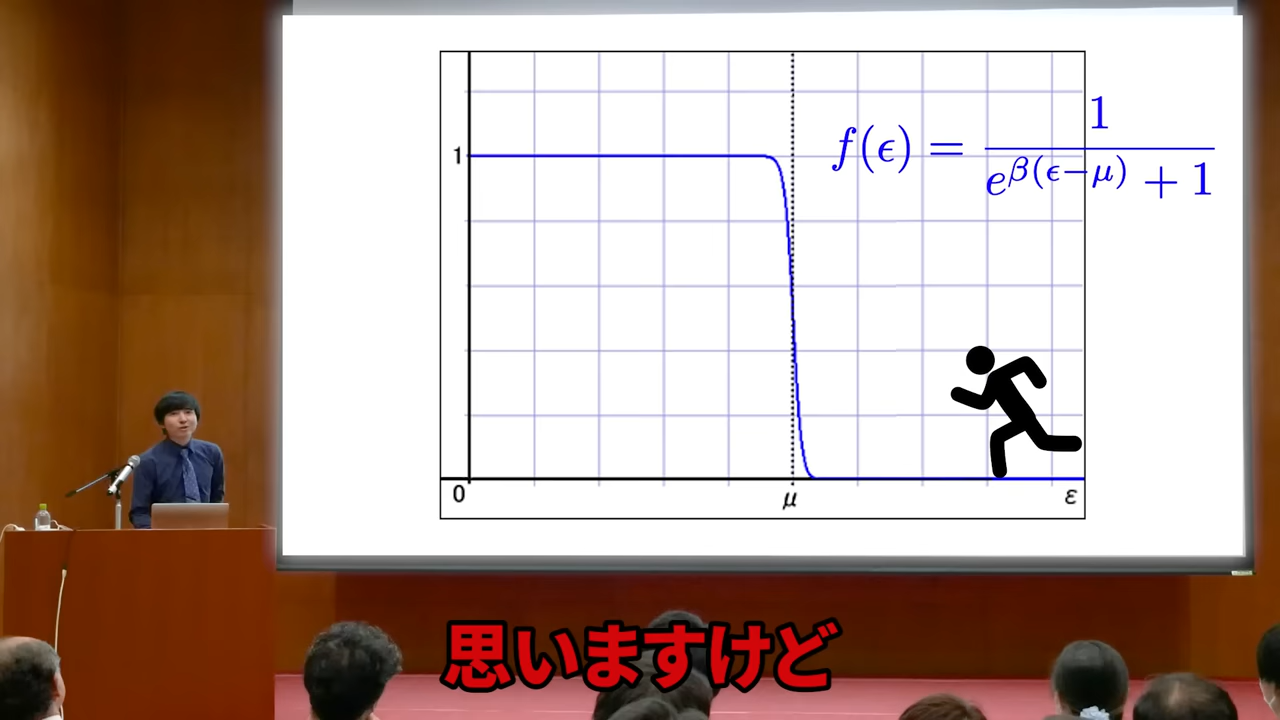 f(ϵ) = 1 / (e^{β(ϵ−μ)} + 1)
1
0
μ
ε
思いますけど